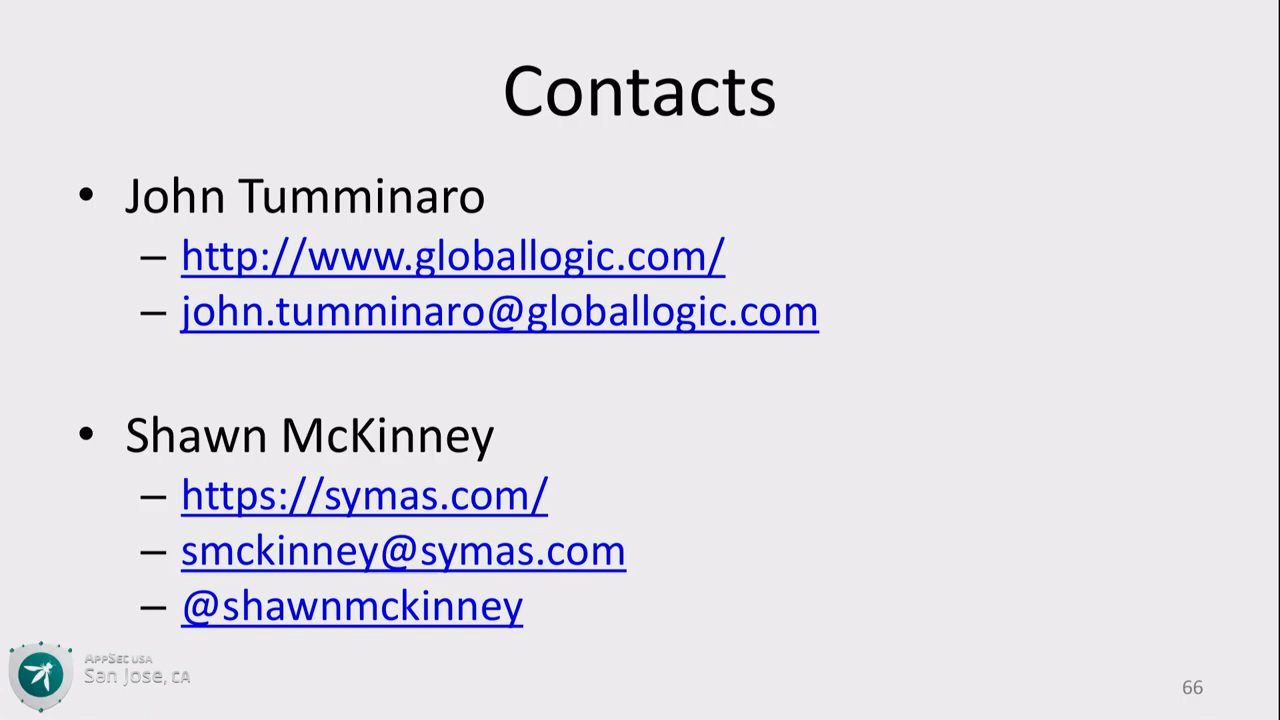 Contacts
• John Tumminaro
– http://www.globallogic.com/
– john.tumminaro@globallogic.com
• Shawn McKinney
– https://symas.com/
– smckinney@symas.com
– @shawnmckinney
AppSec USA
San Jose, CA
66